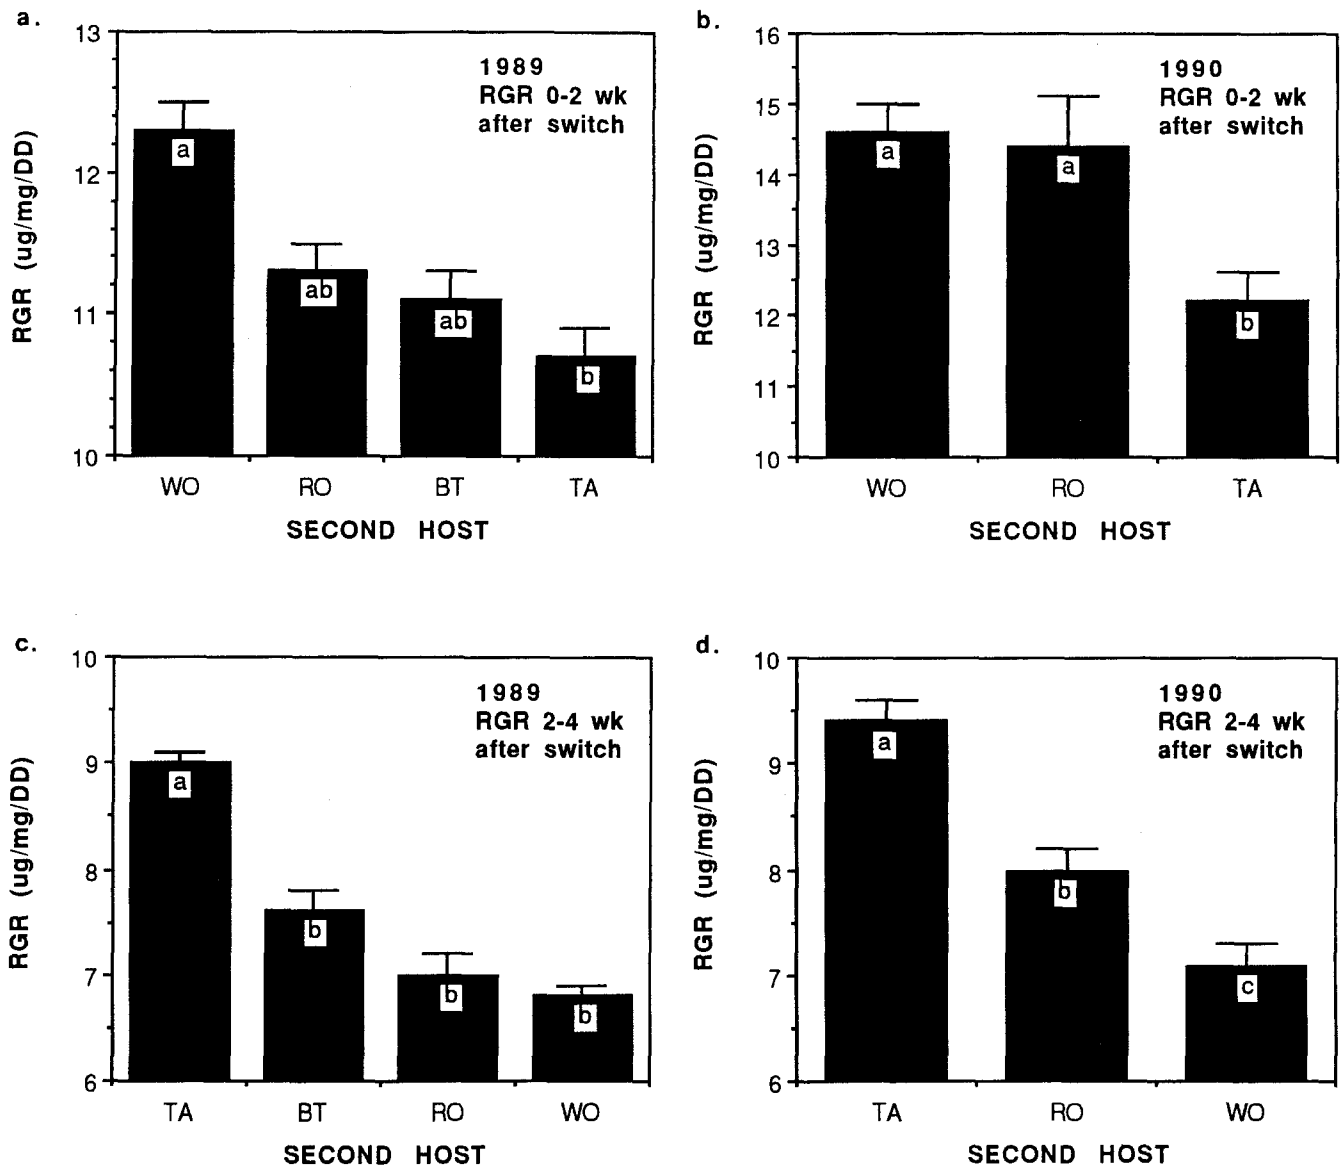 a.
13
12
11
10
RGR (ug/mg/DD)
1989
RGR 0-2 wk
after switch
a
ab
ab
b
WO RO BT TA
SECOND HOST
b.
16
15
14
13
12
11
10
RGR (ug/mg/DD)
1990
RGR 0-2 wk
after switch
a
a
b
WO RO TA
SECOND HOST
c.
10
9
8
7
6
RGR (ug/mg/DD)
1989
RGR 2-4 wk
after switch
a
b
b
b
TA BT RO WO
SECOND HOST
d.
10
9
8
7
6
RGR (ug/mg/DD)
1990
RGR 2-4 wk
after switch
a
b
c
TA RO WO
SECOND HOST